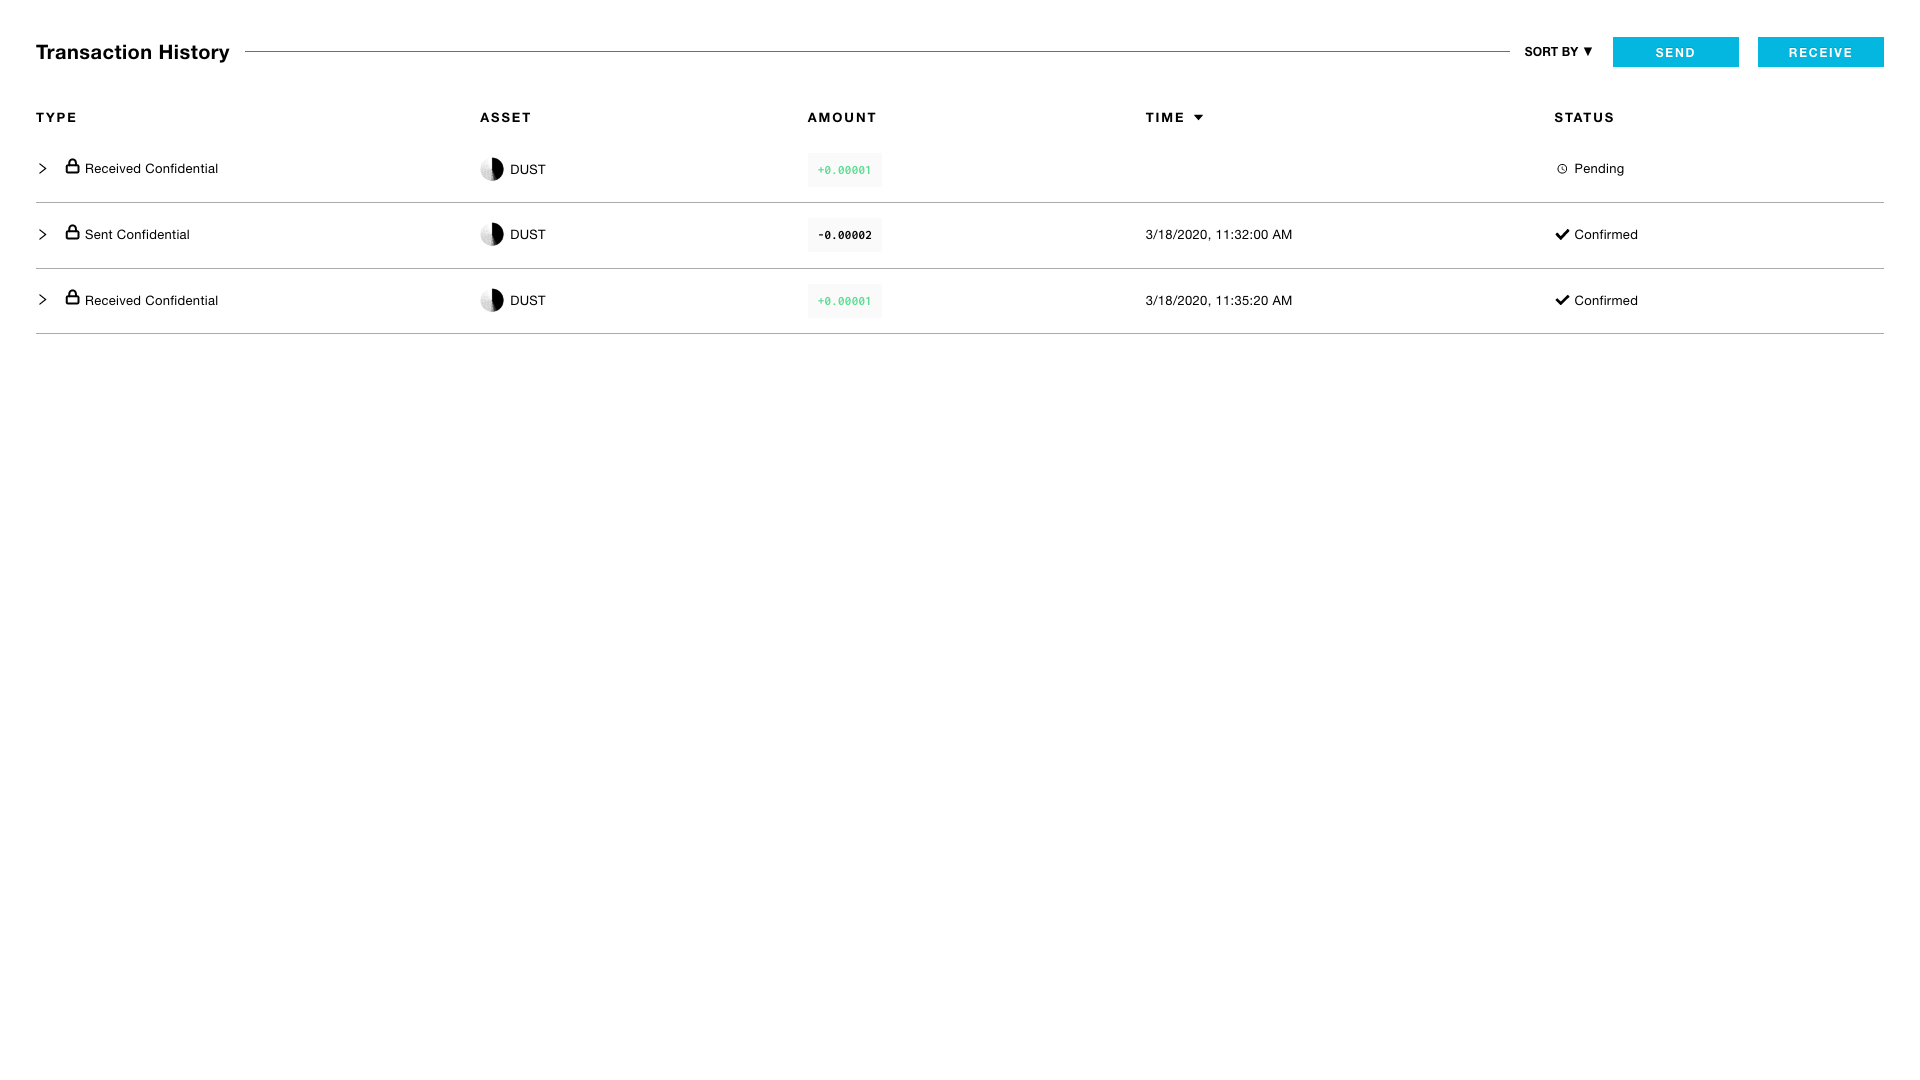 Transaction History SORT BY ▼ SEND RECEIVE
TYPE ASSET AMOUNT TIME ▼ STATUS
Received Confidential DUST +0.00001 Pending
Sent Confidential DUST -0.00002 3/18/2020, 11:32:00 AM Confirmed
Received Confidential DUST +0.00001 3/18/2020, 11:35:20 AM Confirmed